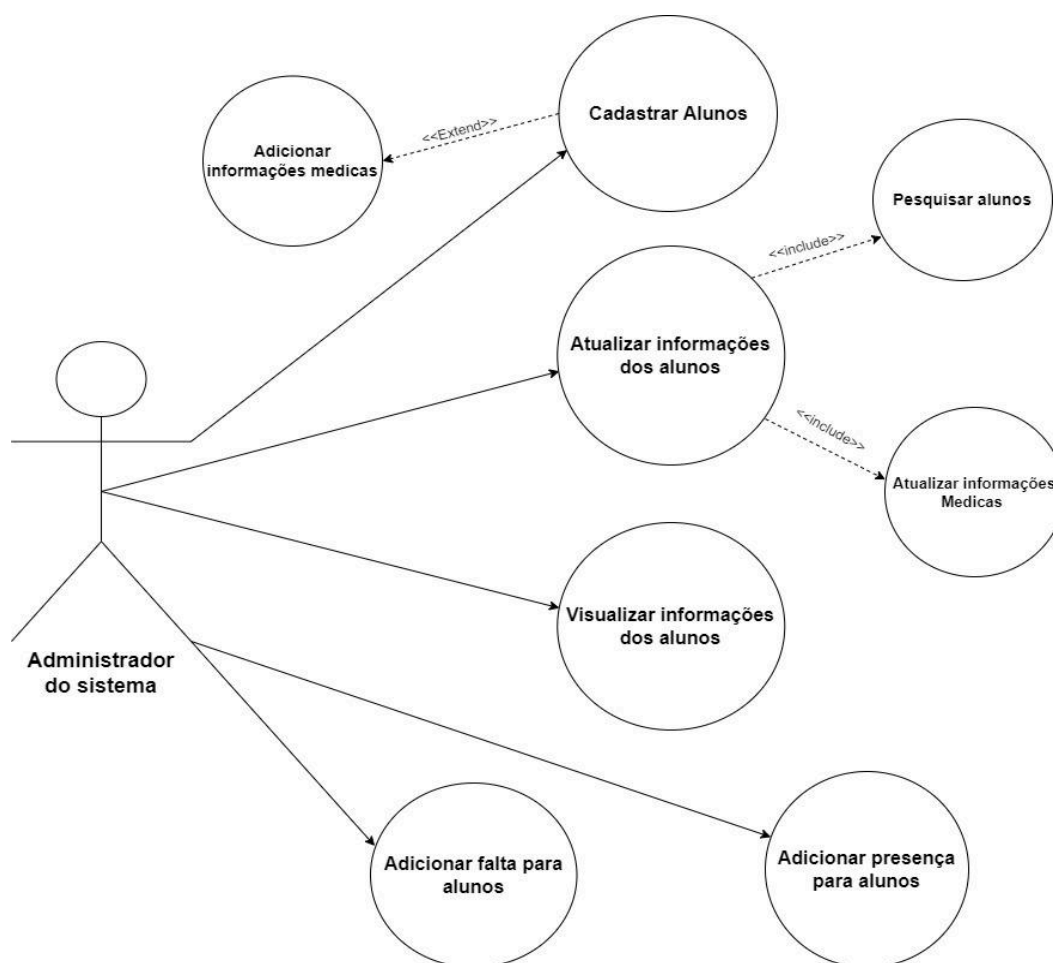 Cadastrar Alunos
<<Extend>>
Adicionar
informações medicas
Pesquisar alunos
<<include>>
Atualizar informações
dos alunos
<<include>>
Atualizar informações
Medicas
Visualizar informações
dos alunos
Administrador
do sistema
Adicionar falta para
alunos
Adicionar presença
para alunos